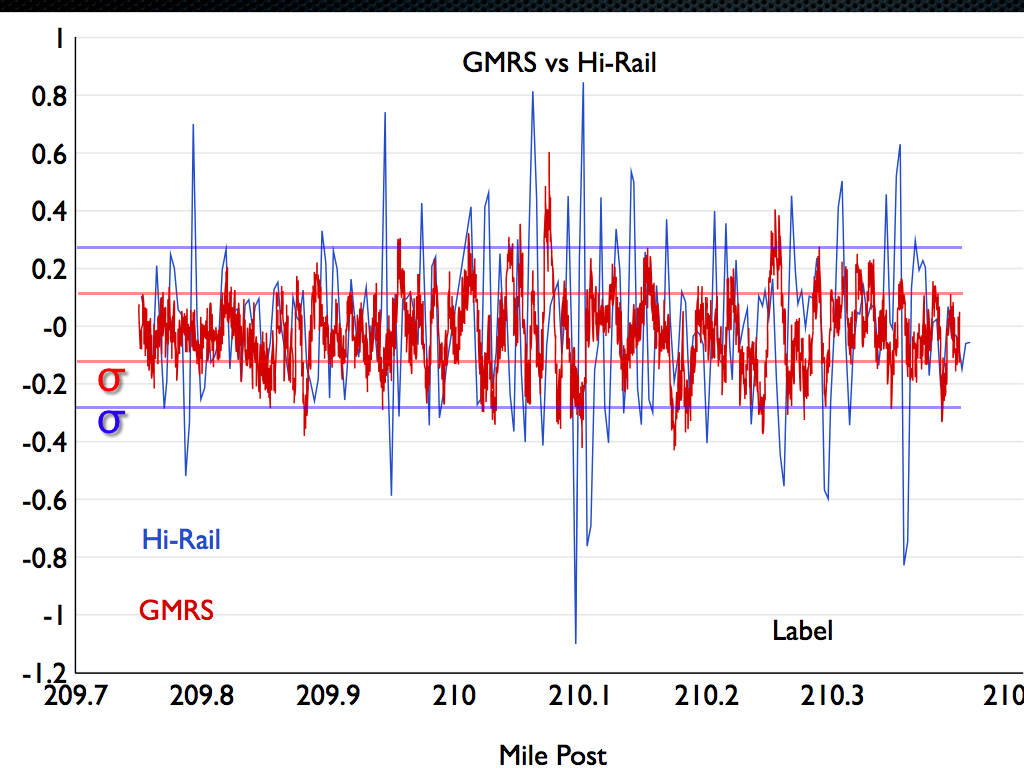 GMRS vs Hi-Rail
1
0.8
0.6
0.4
0.2
-0
-0.2
-0.4
-0.6
-0.8
-1
-1.2
σ
σ
Hi-Rail
GMRS
Label
209.7 209.8 209.9 210 210.1 210.2 210.3 210
Mile Post